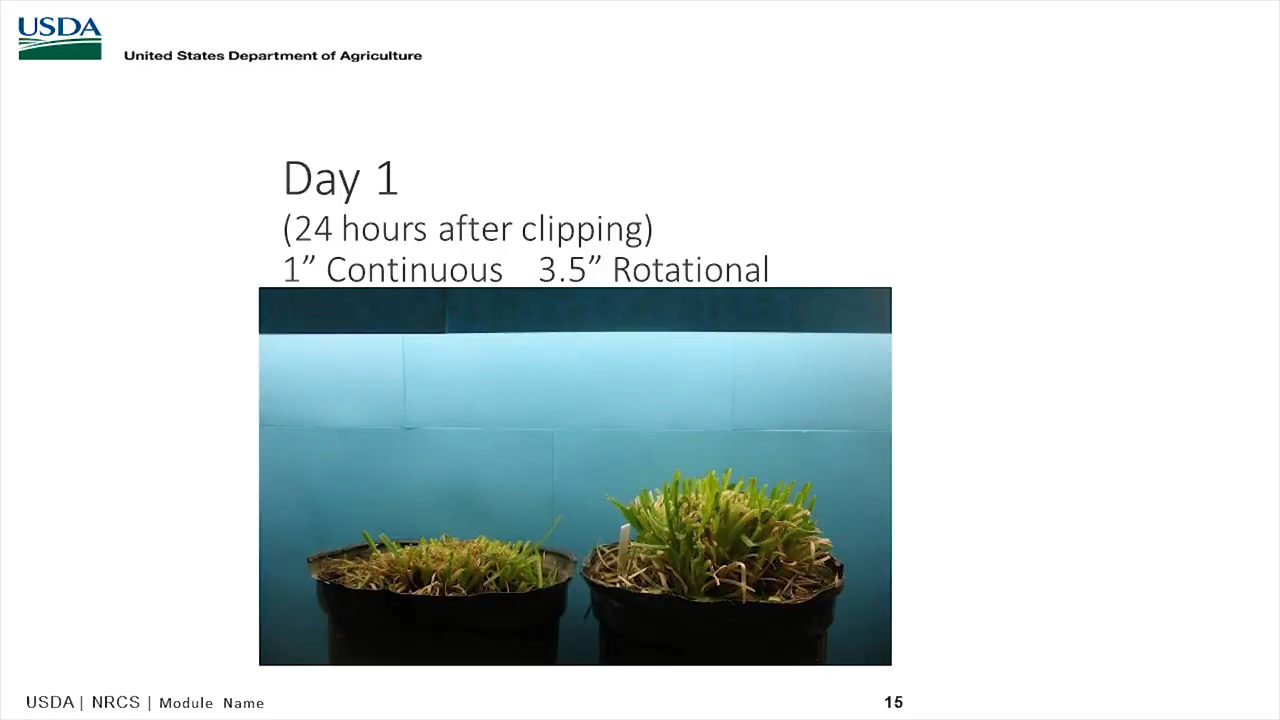 USDA
United States Department of Agriculture
Day 1
(24 hours after clipping)
1” Continuous 3.5” Rotational
USDA | NRCS | Module Name
15